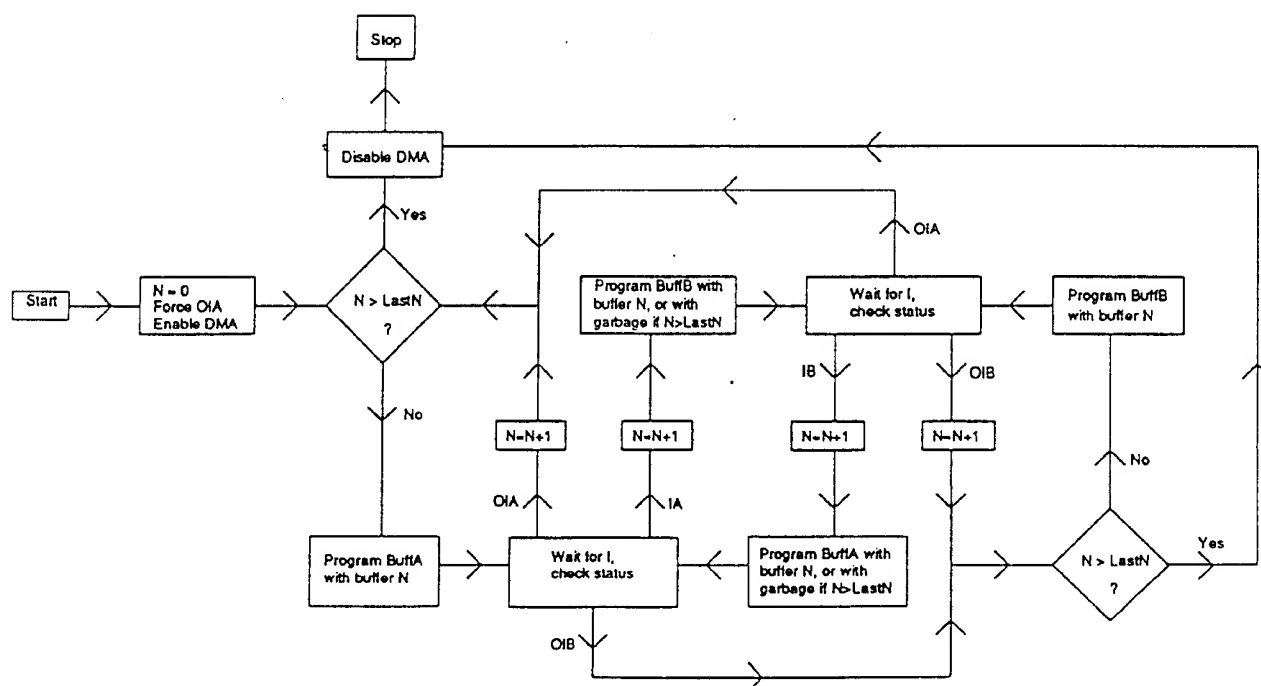 Stop
Disable DMA
Yes
OIA
Start
N = 0
Force OIA
Enable DMA
N > LastN
?
Program BuffB with
buffer N, or with
garbage if N>LastN
Wait for I,
check status
Program BuffB
with buffer N
IB
OIB
No
N=N+1
N=N+1
N=N+1
N=N+1
No
OIA
IA
Program BuffA
with buffer N
Wait for I,
check status
Program BuffA with
buffer N, or with
garbage if N>LastN
N > LastN
?
Yes
OIB